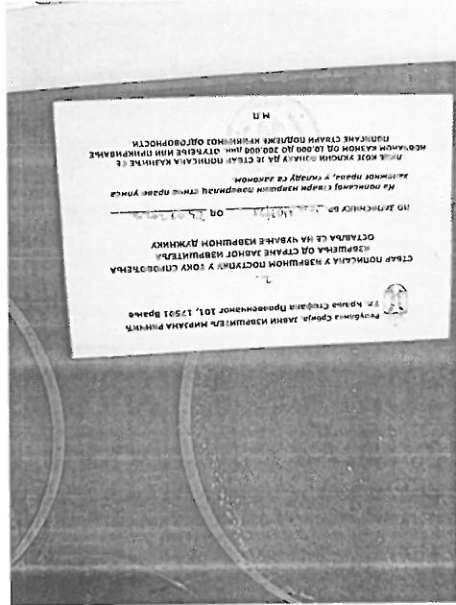 Република Србија, ЈАВНИ ИЗВРШИТЕЉ МИРЈАНА
Ул. Краља Стефана Првовенчаног 101, 17501 Врање
СТВАР ПОПИСАНА У ИЗВРШНОМ ПОСТУПКУ У ТОКУ СПРОВОЂЕЊА
ИЗВРШЕЊА ОД СТРАНЕ ЈАВНОГ ИЗВРШИТЕЉА
ОСТАВЉА СЕ НА ЧУВАЊЕ ИЗВРШНОМ ДУЖНИКУ
ПО ЗАПИСНИКУ БР ОД
На пописаној ствари извршни поверилац стиче право уписа
заложног права, у складу са законом.
ЛИЦЕ КОЈЕ УКЛОНИ ОЗНАКУ ДА ЈЕ СТВАР ПОПИСАНА КАЗНИЋЕ СЕ
НОВЧАНОМ КАЗНОМ ОД 10.000 ДО 200.000 ДИН. ОТУЂЕЊЕ ИЛИ ПРИКРИВАЊЕ
ПОПИСАНЕ СТВАРИ ПОДЛЕЖЕ КРИВИЧНОЈ ОДГОВОРНОСТИ
М.П